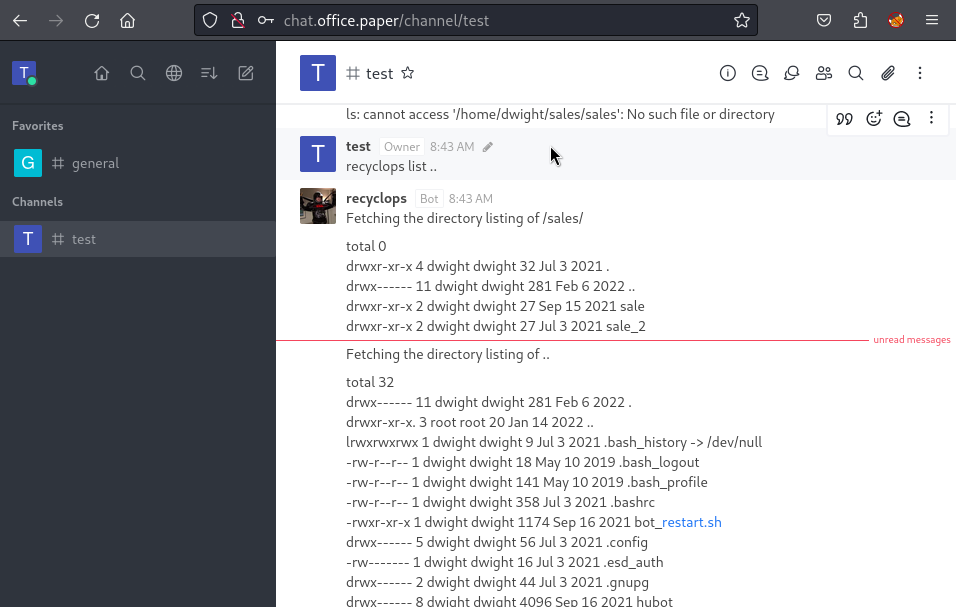 chat.office.paper/channel/test
T
Favorites
G # general
Channels
T # test
T # test
ls: cannot access '/home/dwight/sales/sales': No such file or directory
T
test Owner 8:43 AM
recyclops list ..
recyclops Bot 8:43 AM
Fetching the directory listing of /sales/
total 0
drwxr-xr-x 4 dwight dwight 32 Jul 3 2021 .
drwx------ 11 dwight dwight 281 Feb 6 2022 ..
drwxr-xr-x 2 dwight dwight 27 Sep 15 2021 sale
drwxr-xr-x 2 dwight dwight 27 Jul 3 2021 sale_2
unread messages
Fetching the directory listing of ..
total 32
drwx------ 11 dwight dwight 281 Feb 6 2022 .
drwxr-xr-x. 3 root root 20 Jan 14 2022 ..
lrwxrwxrwx 1 dwight dwight 9 Jul 3 2021 .bash_history -> /dev/null
-rw-r--r-- 1 dwight dwight 18 May 10 2019 .bash_logout
-rw-r--r-- 1 dwight dwight 141 May 10 2019 .bash_profile
-rw-r--r-- 1 dwight dwight 358 Jul 3 2021 .bashrc
-rwxr-xr-x 1 dwight dwight 1174 Sep 16 2021 bot_restart.sh
drwx------ 5 dwight dwight 56 Jul 3 2021 .config
-rw------- 1 dwight dwight 16 Jul 3 2021 .esd_auth
drwx------ 2 dwight dwight 44 Jul 3 2021 .gnupg
drwx------ 8 dwight dwight 4096 Sep 16 2021 hubot